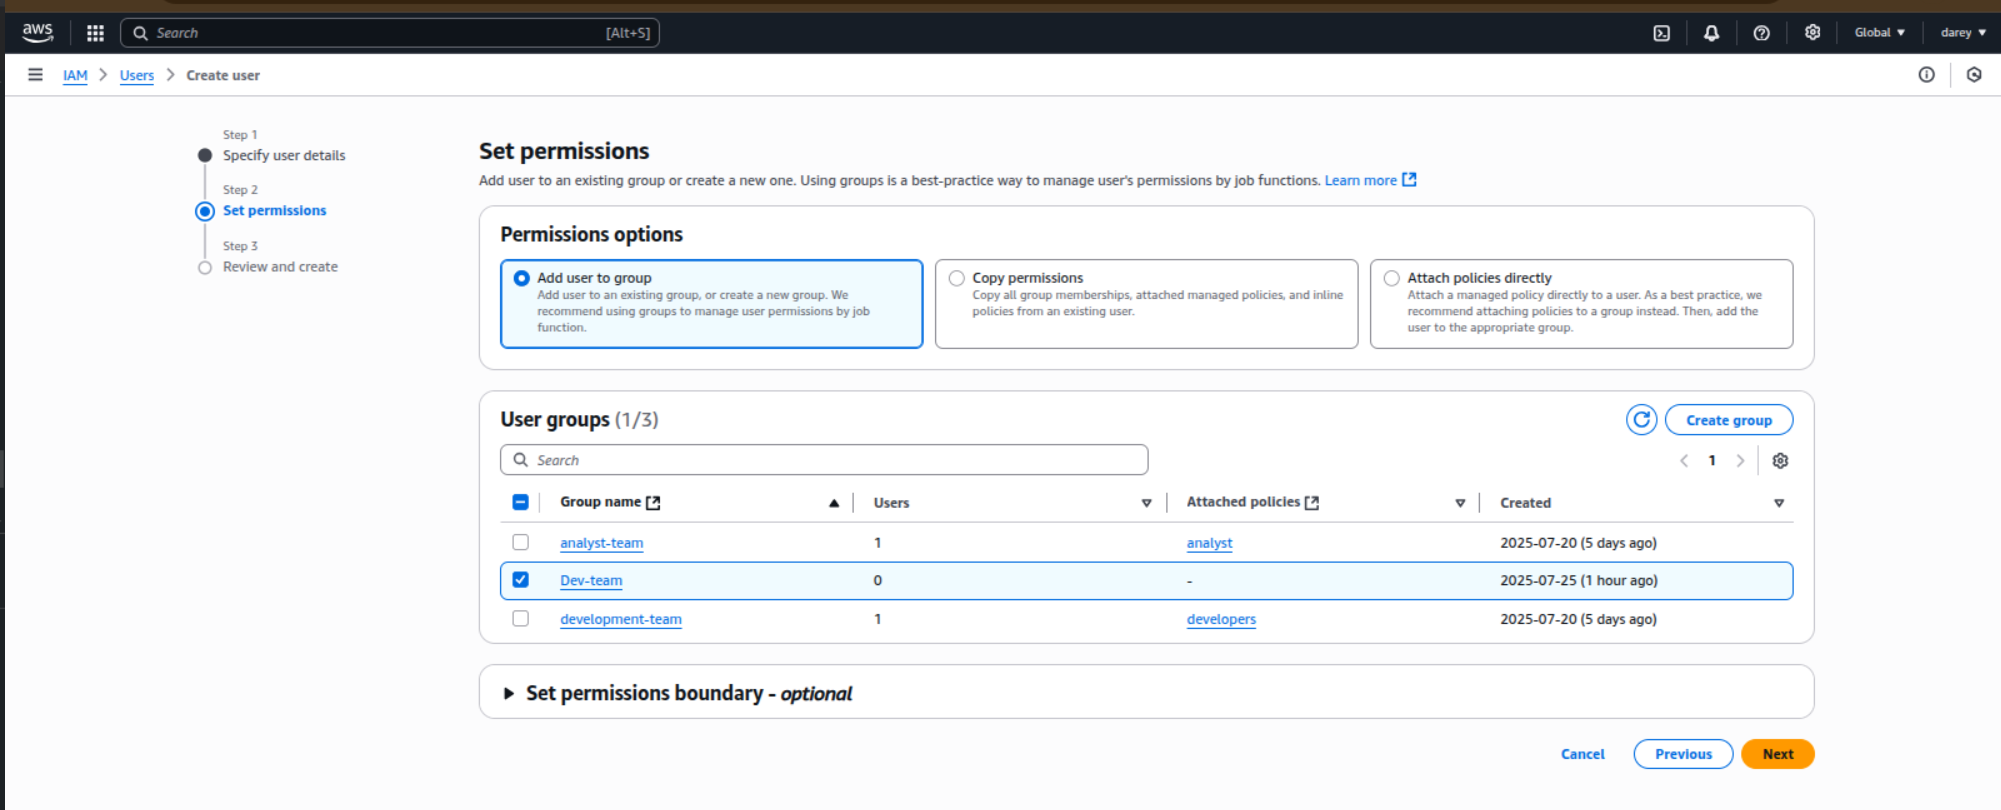 aws
Search
[Alt+S]
Global
darey
IAM
Users
Create user
Step 1
Specify user details
Step 2
Set permissions
Step 3
Review and create
Set permissions
Add user to an existing group or create a new one. Using groups is a best-practice way to manage user's permissions by job functions. Learn more
Permissions options
Add user to group
Add user to an existing group, or create a new group. We
recommend using groups to manage user permissions by job
function.
Copy permissions
Copy all group memberships, attached managed policies, and inline
policies from an existing user.
Attach policies directly
Attach a managed policy directly to a user. As a best practice, we
recommend attaching policies to a group instead. Then, add the
user to the appropriate group.
User groups (1/3)
Create group
Search
1
Group name Users Attached policies Created
analyst-team 1 analyst 2025-07-20 (5 days ago)
Dev-team 0 - 2025-07-25 (1 hour ago)
development-team 1 developers 2025-07-20 (5 days ago)
Set permissions boundary - optional
Cancel
Previous
Next